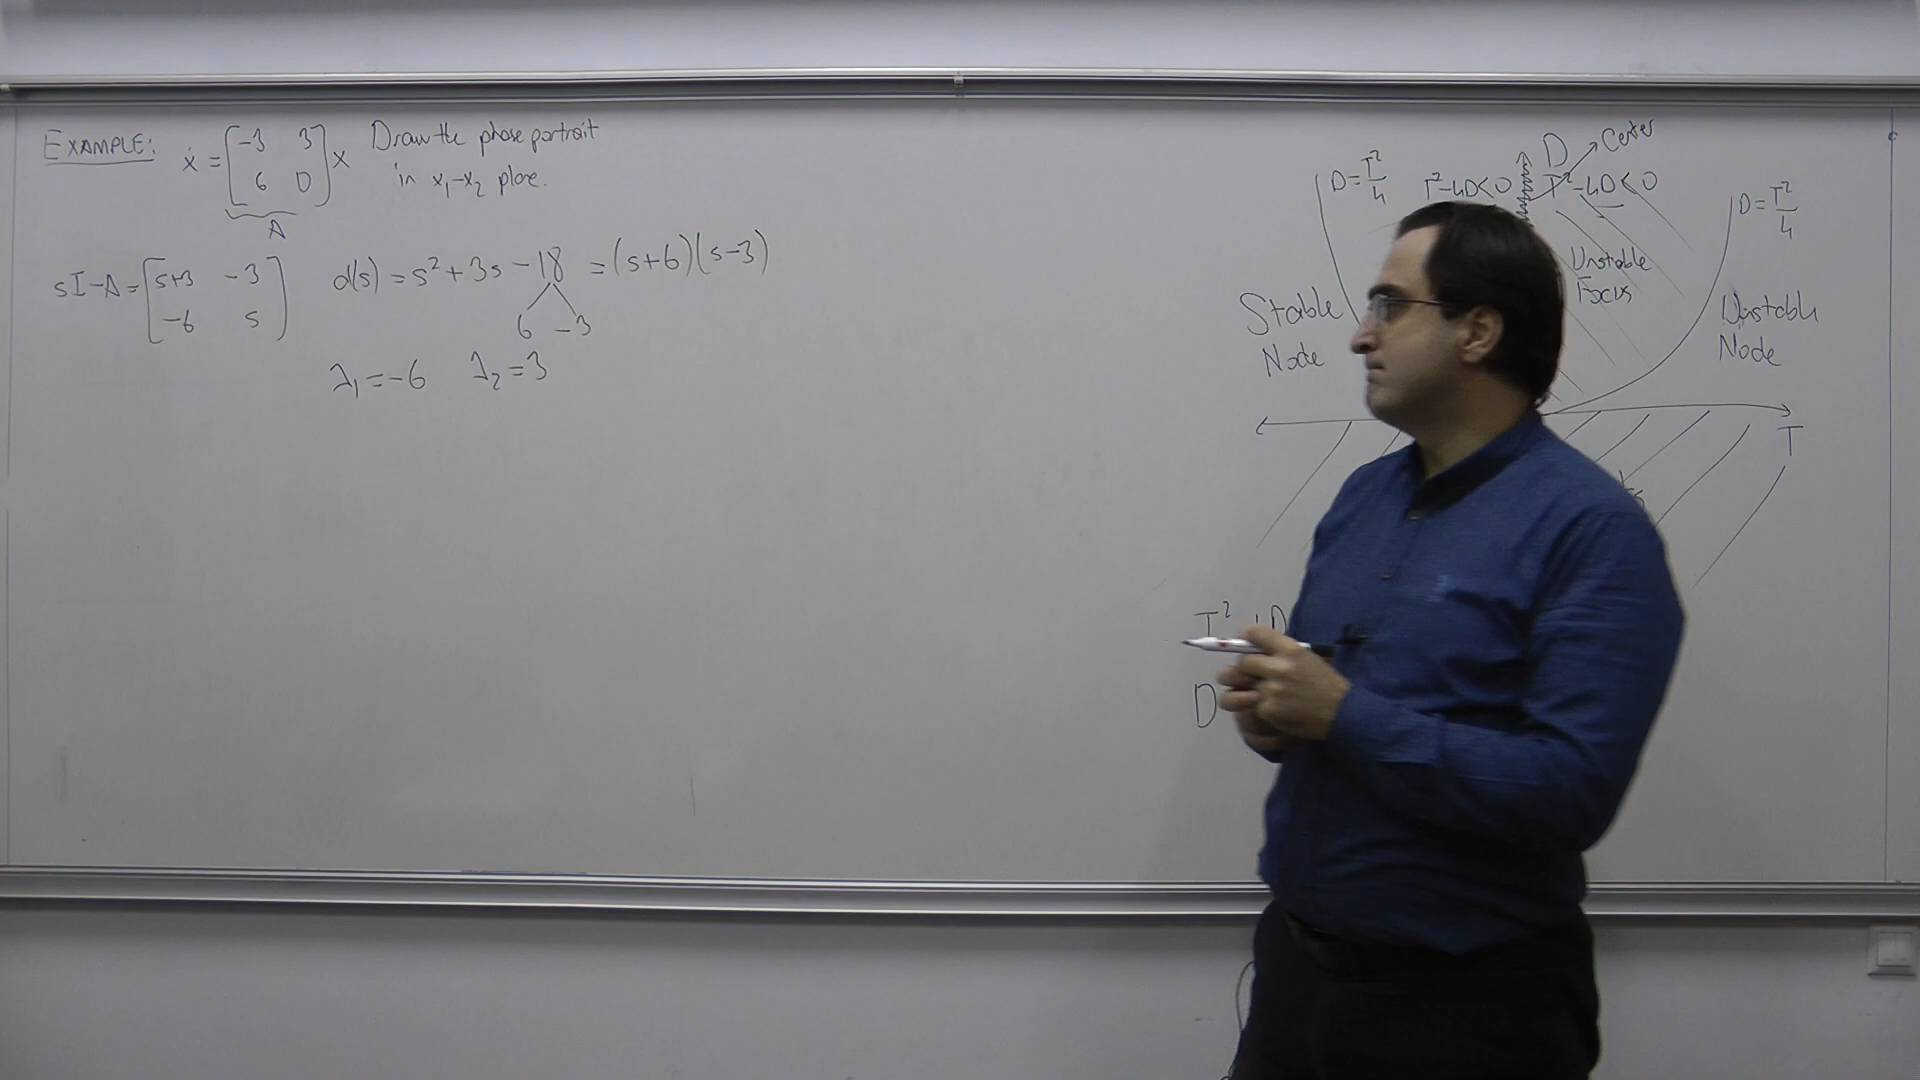 EXAMPLE: ẋ = [-3 3; 6 0] x Draw the phase portrait
in x₁-x₂ plane.
A
sI-A = [s+3 -3; -6 s] d(s) = s²+3s-18 = (s+6)(s-3)
6 -3
λ₁=-6 λ₂=3
D → Center
D=T²/4 T²-4D<0 T²-4D<0 D=T²/4
Unstable
Focus
Stable
Node
Unstable
Node
T
T²
D